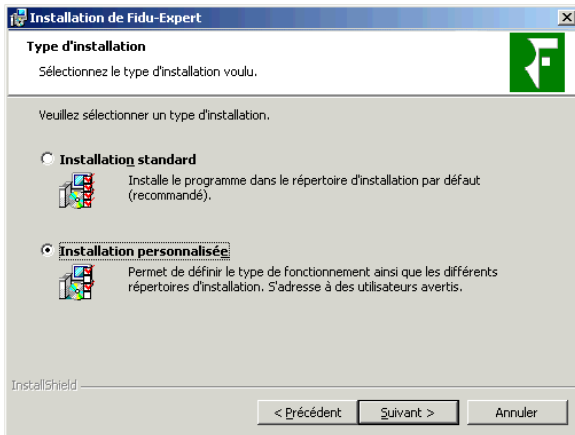 Installation de Fidu-Expert
Type d'installation
Sélectionnez le type d'installation voulu.
Veuillez sélectionner un type d'installation.
Installation standard
Installe le programme dans le répertoire d'installation par défaut
(recommandé).
Installation personnalisée
Permet de définir le type de fonctionnement ainsi que les différents
répertoires d'installation. S'adresse à des utilisateurs avertis.
InstallShield
< Précédent
Suivant >
Annuler